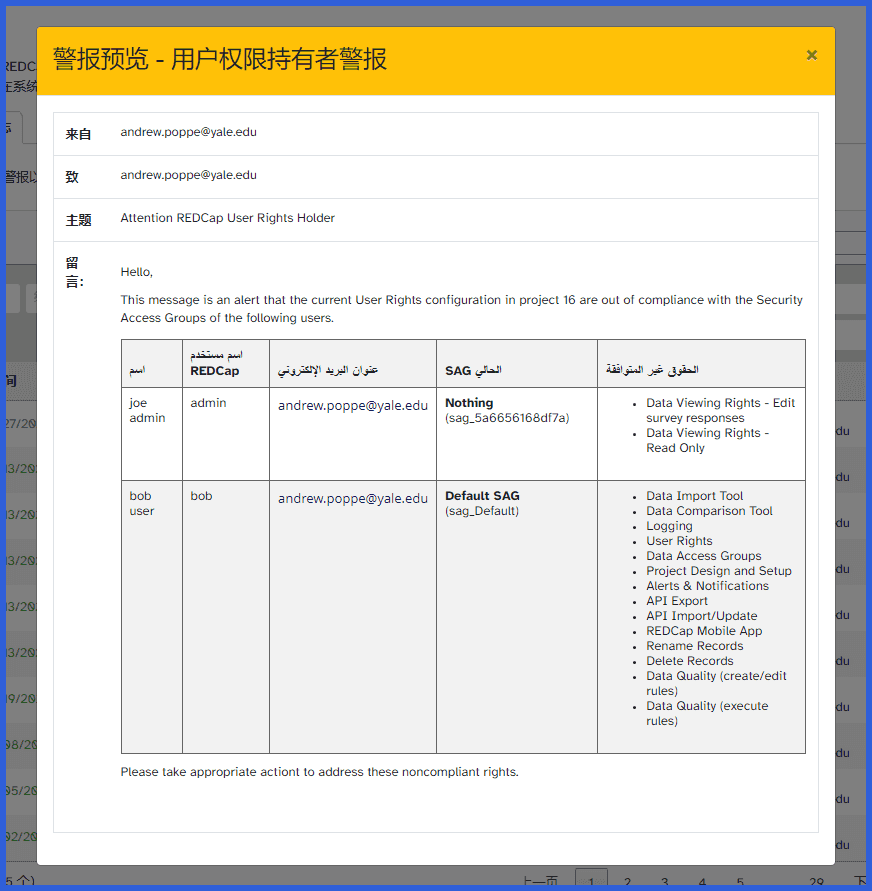 警报预览 - 用户权限持有者警报
×
来自 andrew.poppe@yale.edu
致 andrew.poppe@yale.edu
主题 Attention REDCap User Rights Holder
留言:
Hello,
This message is an alert that the current User Rights configuration in project 16 are out of compliance with the Security
Access Groups of the following users.
اسم
اسم مستخدم
REDCap
عنوان البريد الإلكتروني
SAG الحالي
الحقوق غير المتوافقة
joe
admin
admin
andrew.poppe@yale.edu
Nothing
(sag_5a6656168df7a)
Data Viewing Rights - Edit
survey responses
Data Viewing Rights -
Read Only
bob
user
bob
andrew.poppe@yale.edu
Default SAG
(sag_Default)
Data Import Tool
Data Comparison Tool
Logging
User Rights
Data Access Groups
Project Design and Setup
Alerts & Notifications
API Export
API Import/Update
REDCap Mobile App
Rename Records
Delete Records
Data Quality (create/edit
rules)
Data Quality (execute
rules)
Please take appropriate actiont to address these noncompliant rights.
上一页 1 2 3 4 5 29